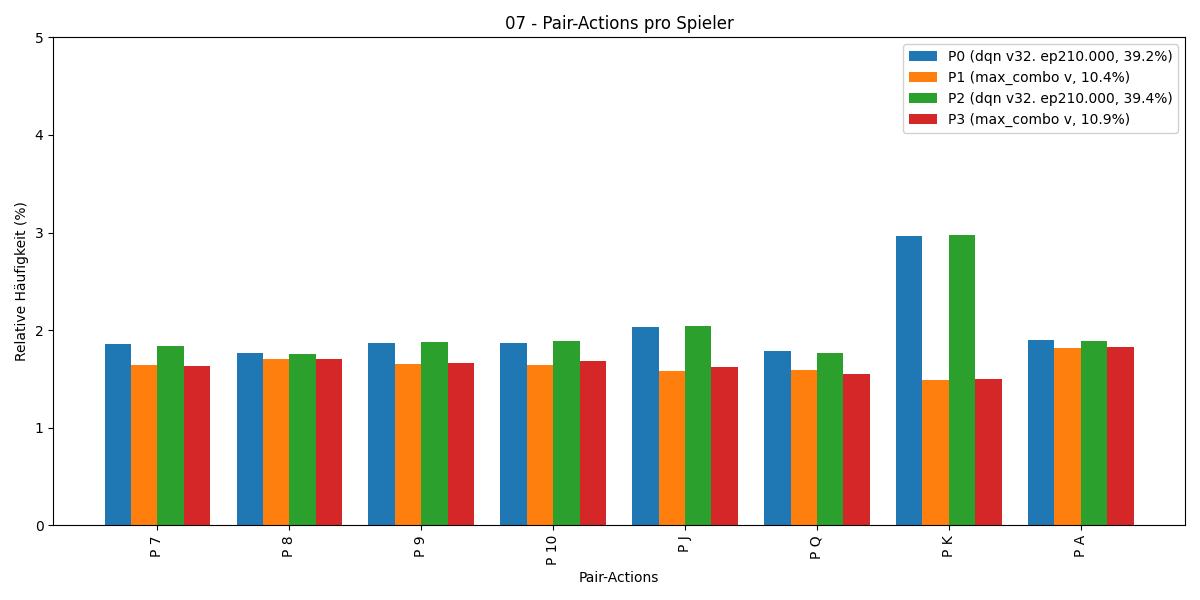 07 - Pair-Actions pro Spieler
P0 (dqn v32. ep210.000, 39.2%)
P1 (max_combo v, 10.4%)
P2 (dqn v32. ep210.000, 39.4%)
P3 (max_combo v, 10.9%)
Relative Häufigkeit (%)
5
4
3
2
1
0
P 7
P 8
P 9
P 10
P J
P Q
P K
P A
Pair-Actions